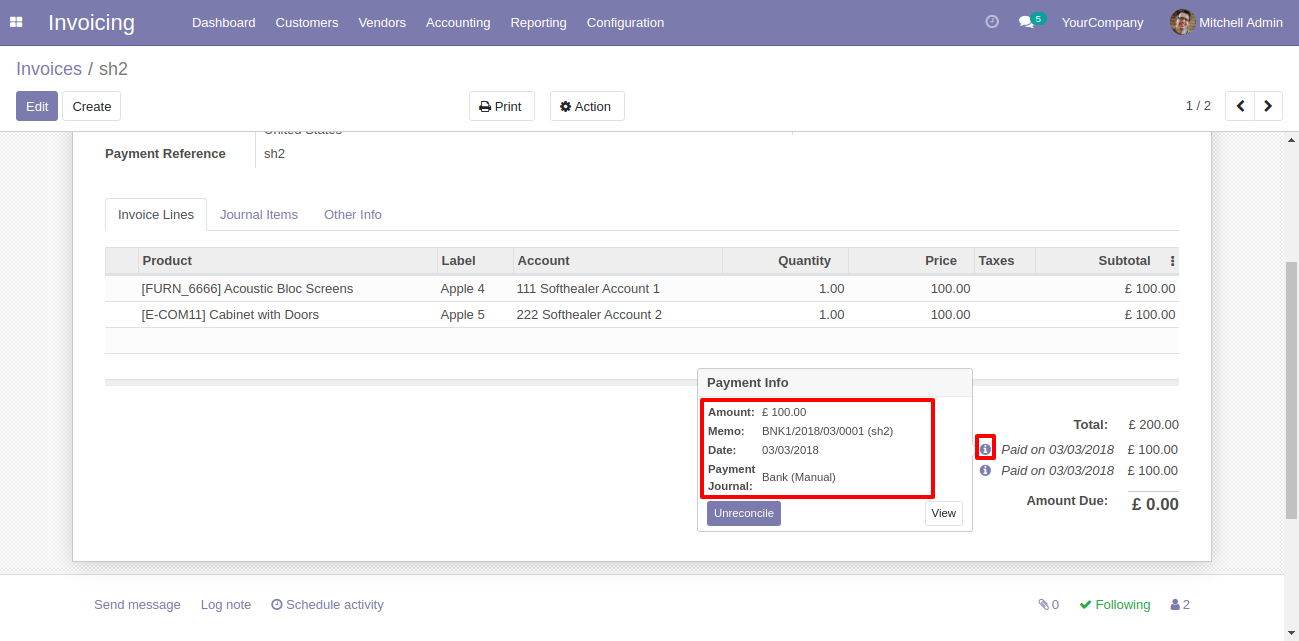 Invoicing Dashboard Customers Vendors Accounting Reporting Configuration 5 YourCompany Mitchell Admin
Invoices / sh2
Edit Create Print Action 1 / 2
United States
Payment Reference sh2
Invoice Lines Journal Items Other Info
Product Label Account Quantity Price Taxes Subtotal
[FURN_6666] Acoustic Bloc Screens Apple 4 111 Softhealer Account 1 1.00 100.00 £ 100.00
[E-COM11] Cabinet with Doors Apple 5 222 Softhealer Account 2 1.00 100.00 £ 100.00
Payment Info
Amount: £ 100.00
Memo: BNK1/2018/03/0001 (sh2)
Date: 03/03/2018
Payment Journal: Bank (Manual)
Unreconcile View
Total: £ 200.00
Paid on 03/03/2018 £ 100.00
Paid on 03/03/2018 £ 100.00
Amount Due: £ 0.00
Send message Log note Schedule activity 0 Following 2